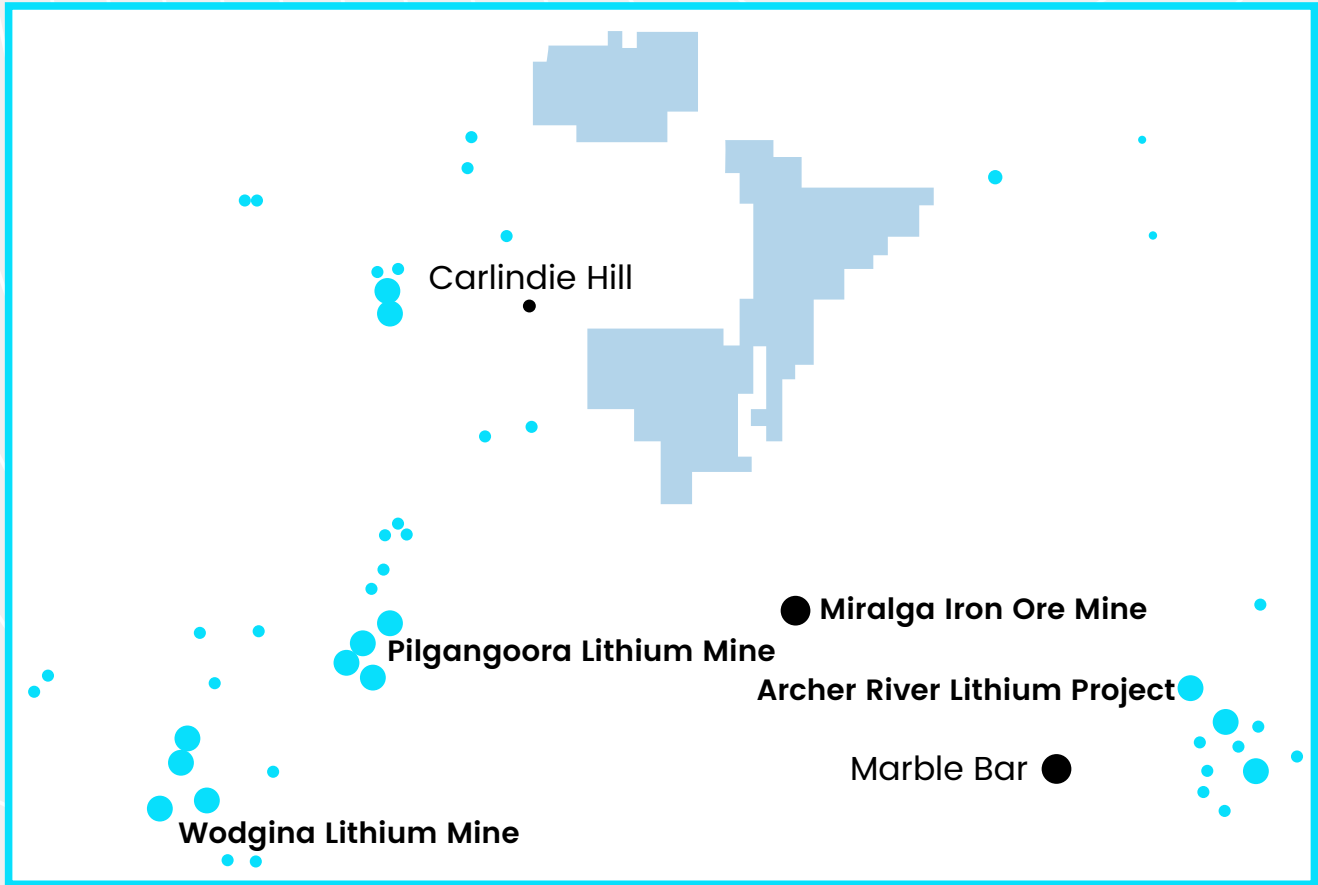 Carlindie Hill
Miralga Iron Ore Mine
Pilgangoora Lithium Mine
Archer River Lithium Project
Marble Bar
Wodgina Lithium Mine